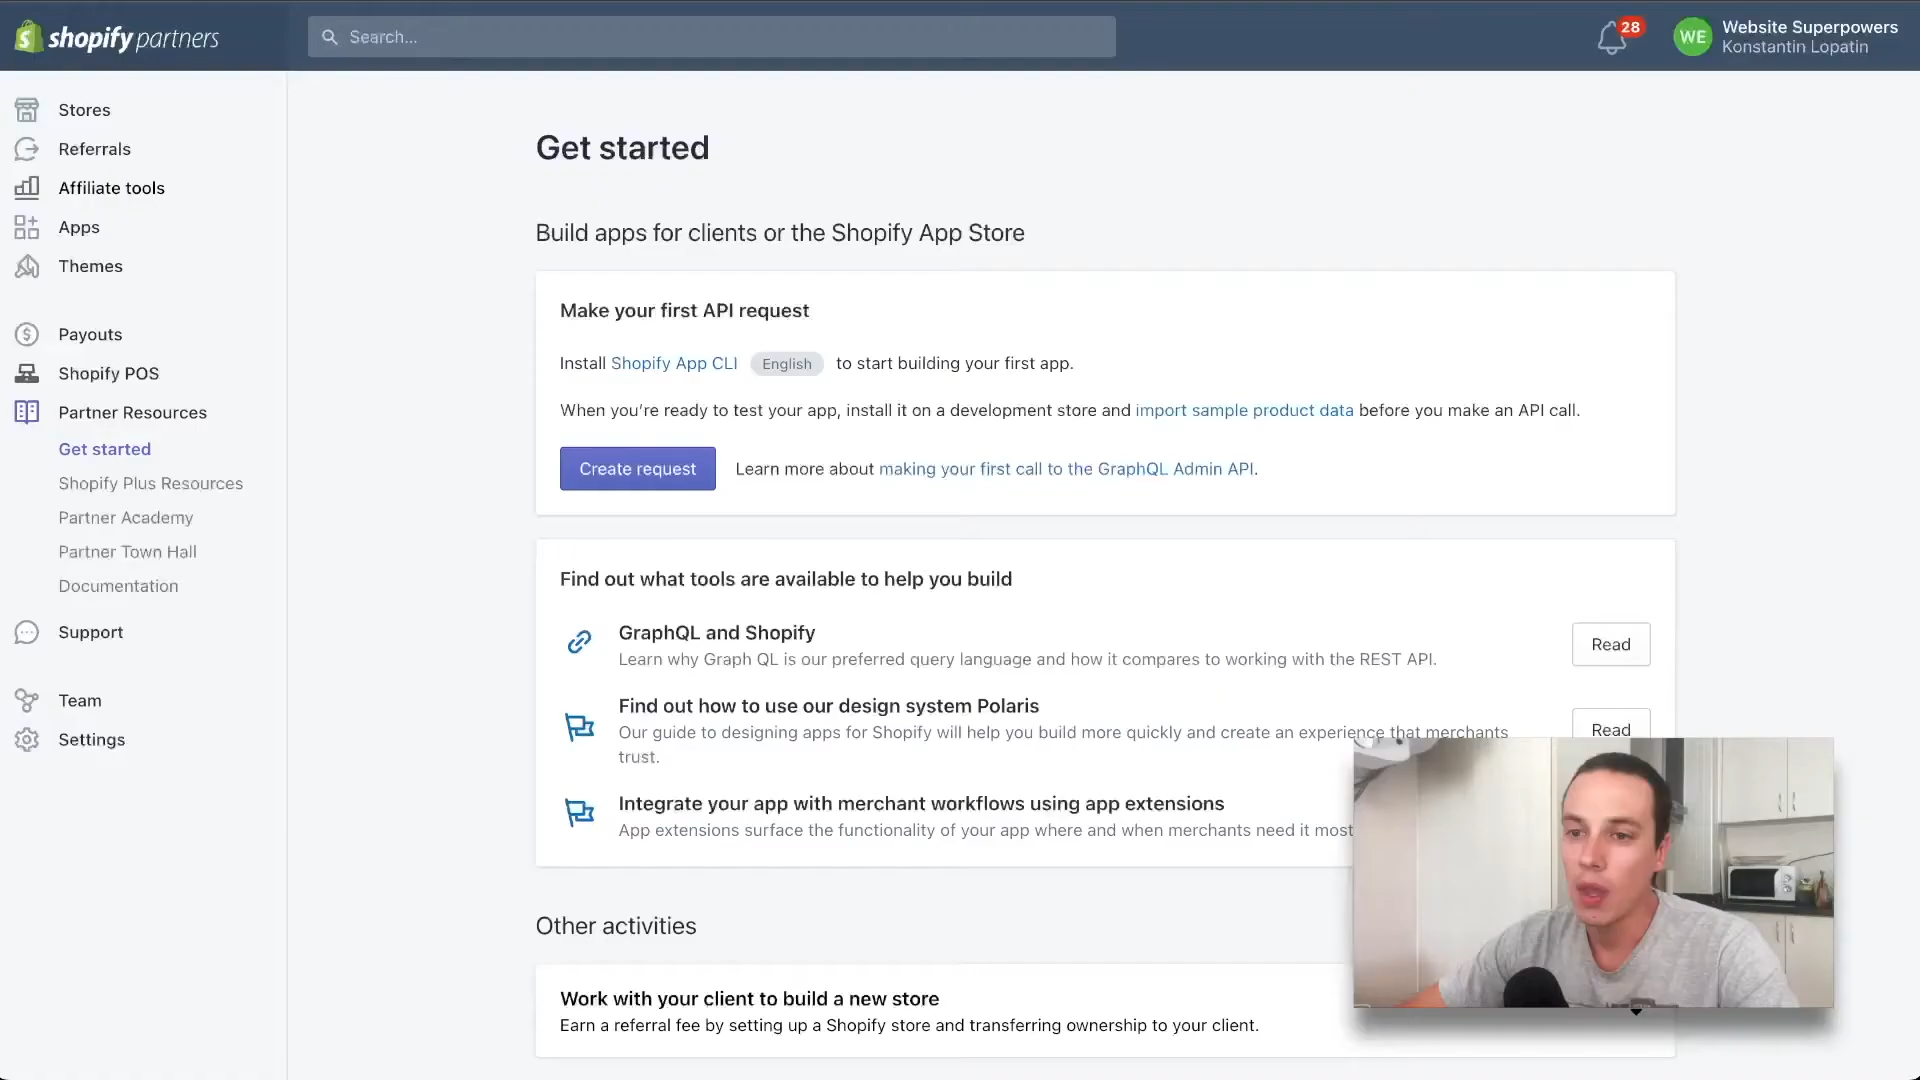 shopify partners
Search...
28
WE
Website Superpowers
Konstantin Lopatin
Stores
Referrals
Affiliate tools
Apps
Themes
Payouts
Shopify POS
Partner Resources
Get started
Shopify Plus Resources
Partner Academy
Partner Town Hall
Documentation
Support
Team
Settings
Get started
Build apps for clients or the Shopify App Store
Make your first API request
Install Shopify App CLI English to start building your first app.
When you’re ready to test your app, install it on a development store and import sample product data before you make an API call.
Create request
Learn more about making your first call to the GraphQL Admin API.
Find out what tools are available to help you build
GraphQL and Shopify
Learn why Graph QL is our preferred query language and how it compares to working with the REST API.
Read
Find out how to use our design system Polaris
Our guide to designing apps for Shopify will help you build more quickly and create an experience that merchants
trust.
Read
Integrate your app with merchant workflows using app extensions
App extensions surface the functionality of your app where and when merchants need it most
Other activities
Work with your client to build a new store
Earn a referral fee by setting up a Shopify store and transferring ownership to your client.